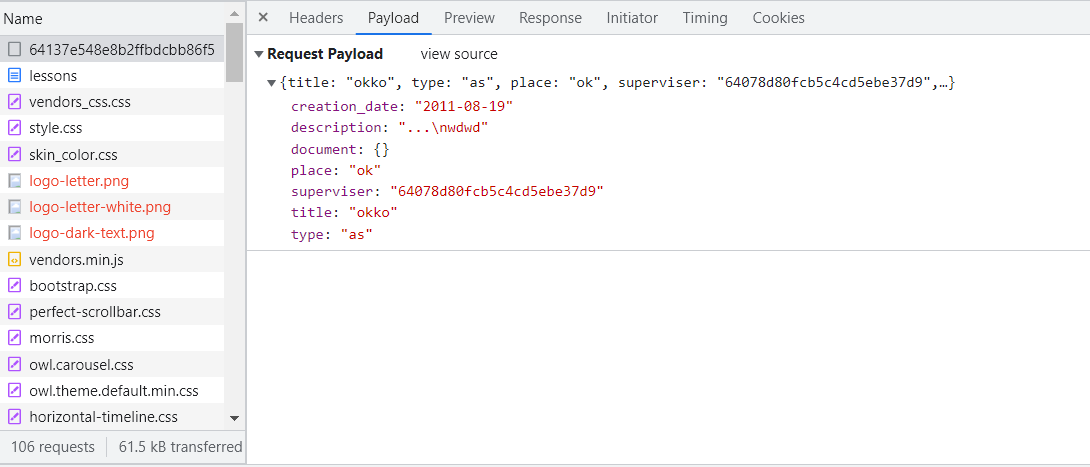 Name
64137e548e8b2ffbdcbb86f5
lessons
vendors_css.css
style.css
skin_color.css
logo-letter.png
logo-letter-white.png
logo-dark-text.png
vendors.min.js
bootstrap.css
perfect-scrollbar.css
morris.css
owl.carousel.css
owl.theme.default.min.css
horizontal-timeline.css
106 requests 61.5 kB transferred
Headers Payload Preview Response Initiator Timing Cookies
Request Payload view source
{title: "okko", type: "as", place: "ok", superviser: "64078d80fcb5c4cd5ebe37d9",…}
creation_date: "2011-08-19"
description: "...\nwdwd"
document: {}
place: "ok"
superviser: "64078d80fcb5c4cd5ebe37d9"
title: "okko"
type: "as"